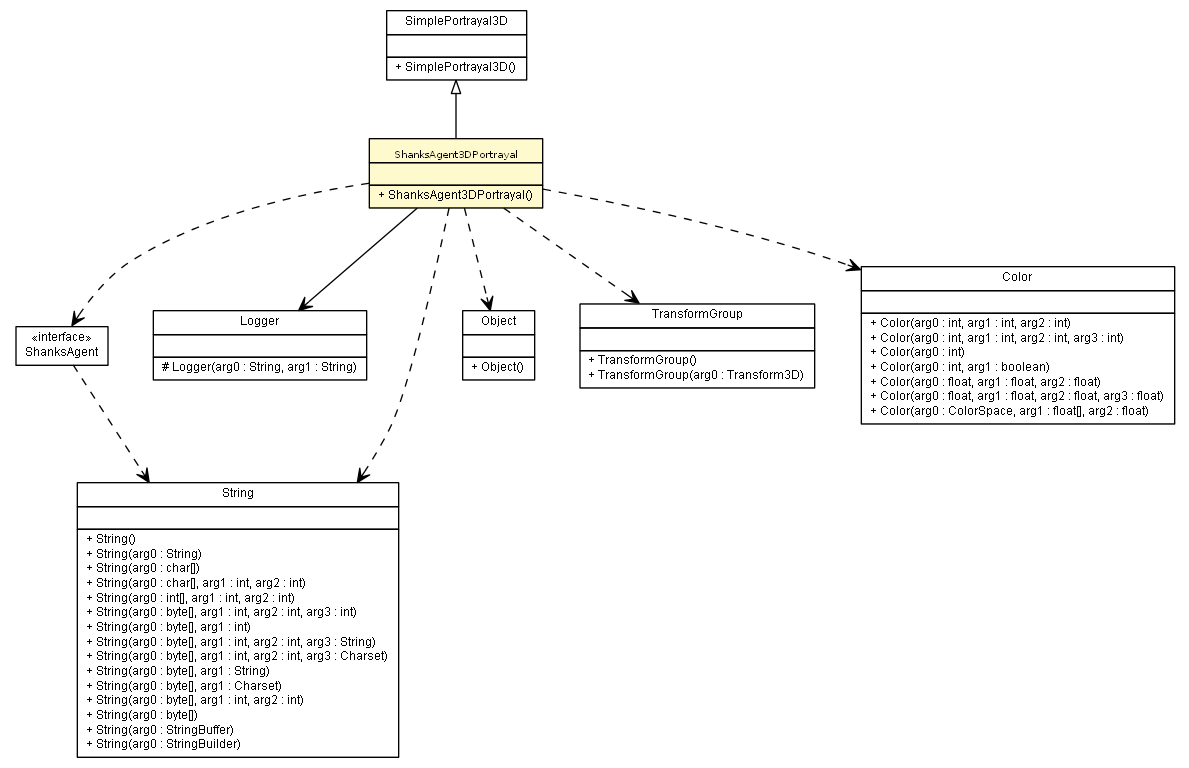 SimplePortrayal3D
+ SimplePortrayal3D()
ShanksAgent3DPortrayal
+ ShanksAgent3DPortrayal()
«interface»
ShanksAgent
Logger
# Logger(arg0 : String, arg1 : String)
Object
+ Object()
TransformGroup
+ TransformGroup()
+ TransformGroup(arg0 : Transform3D)
Color
+ Color(arg0 : int, arg1 : int, arg2 : int)
+ Color(arg0 : int, arg1 : int, arg2 : int, arg3 : int)
+ Color(arg0 : int)
+ Color(arg0 : int, arg1 : boolean)
+ Color(arg0 : float, arg1 : float, arg2 : float)
+ Color(arg0 : float, arg1 : float, arg2 : float, arg3 : float)
+ Color(arg0 : ColorSpace, arg1 : float[], arg2 : float)
String
+ String()
+ String(arg0 : String)
+ String(arg0 : char[])
+ String(arg0 : char[], arg1 : int, arg2 : int)
+ String(arg0 : int[], arg1 : int, arg2 : int)
+ String(arg0 : byte[], arg1 : int, arg2 : int, arg3 : int)
+ String(arg0 : byte[], arg1 : int)
+ String(arg0 : byte[], arg1 : int, arg2 : int, arg3 : String)
+ String(arg0 : byte[], arg1 : int, arg2 : int, arg3 : Charset)
+ String(arg0 : byte[], arg1 : String)
+ String(arg0 : byte[], arg1 : Charset)
+ String(arg0 : byte[], arg1 : int, arg2 : int)
+ String(arg0 : byte[])
+ String(arg0 : StringBuffer)
+ String(arg0 : StringBuilder)